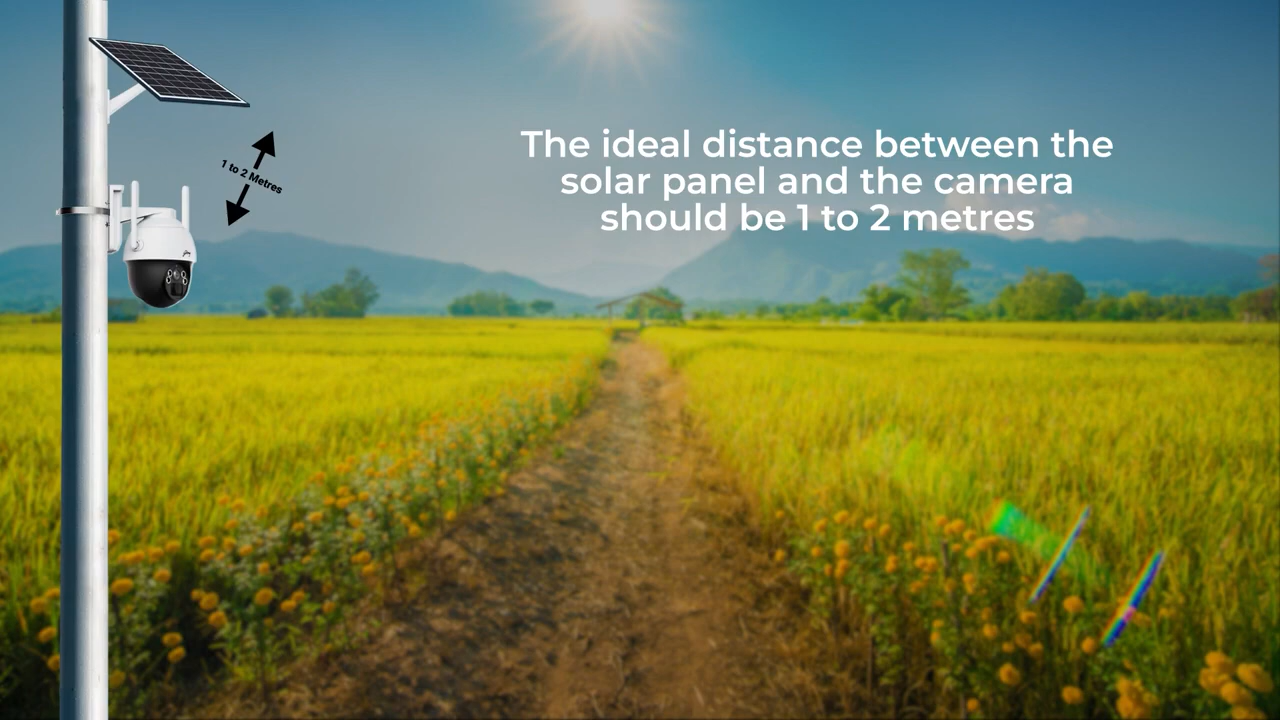 1 to 2 Metres
The ideal distance between the
solar panel and the camera
should be 1 to 2 metres